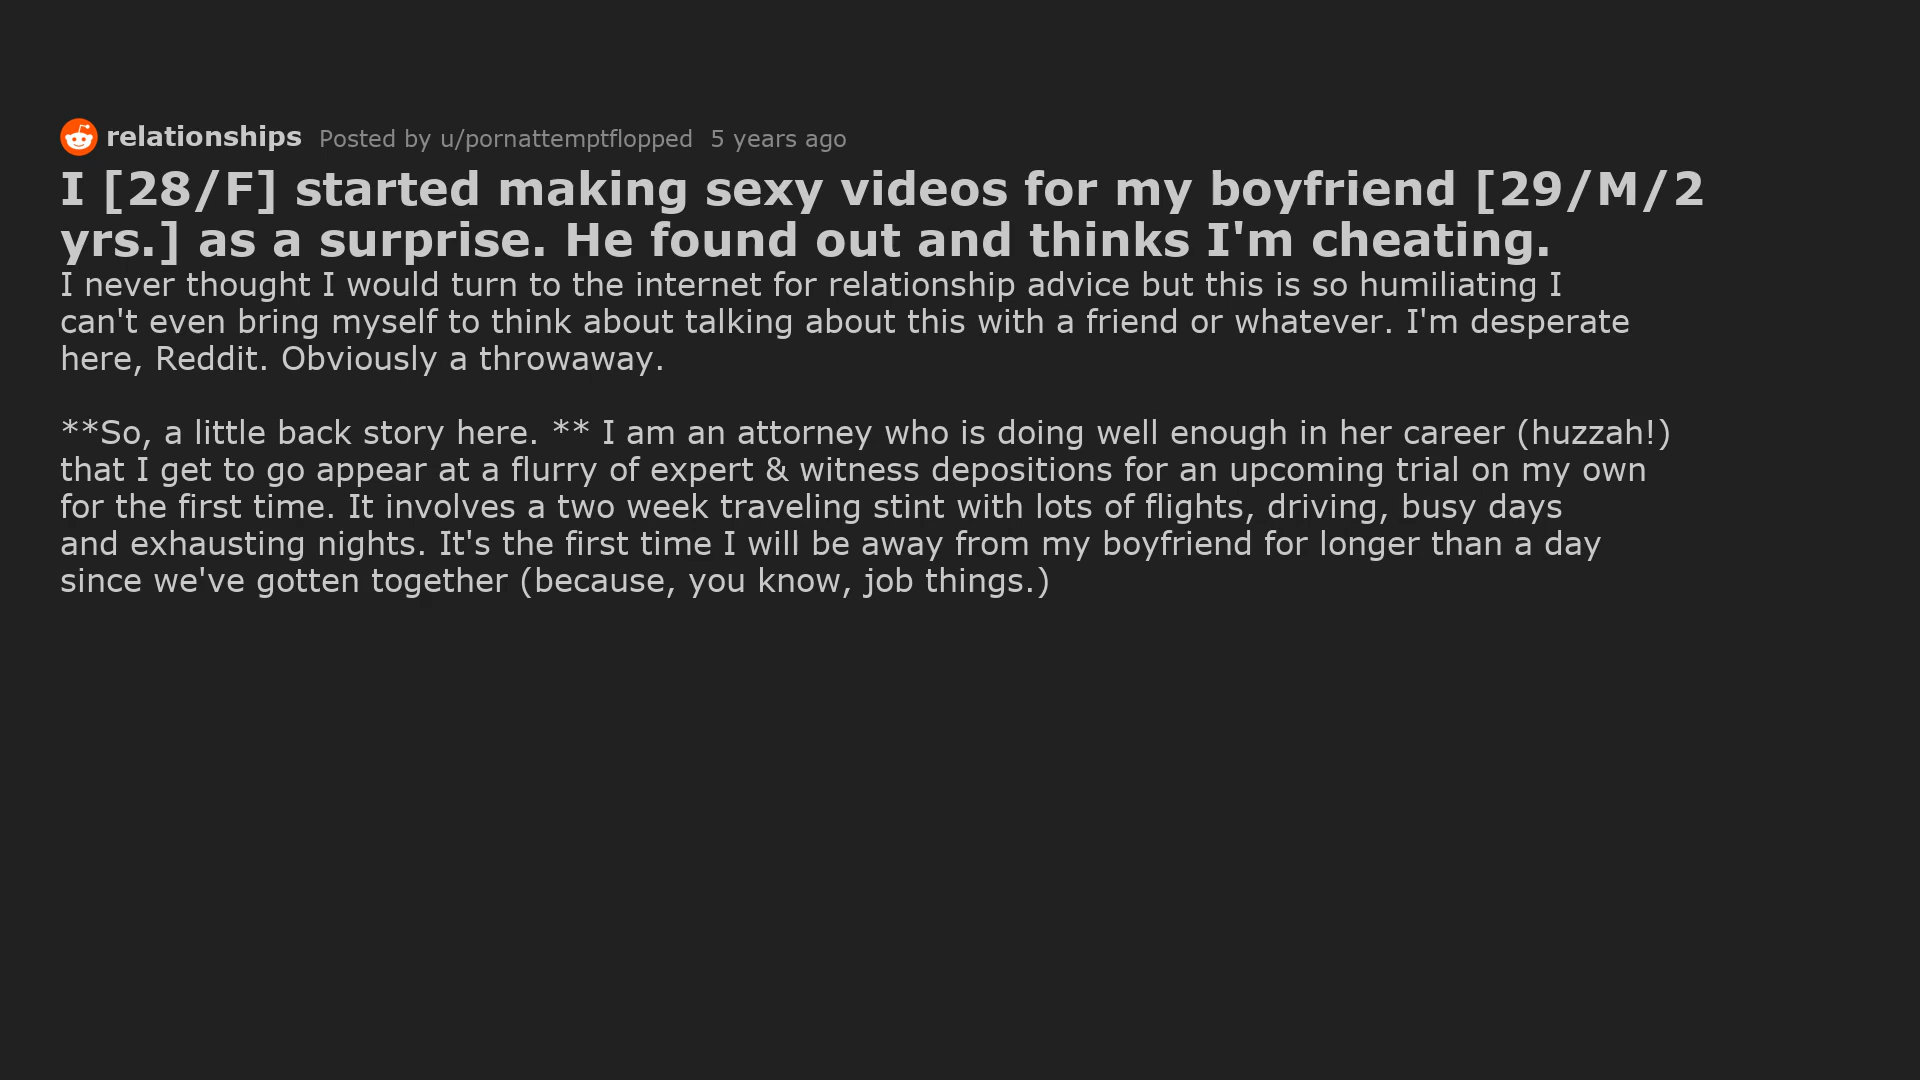 relationships Posted by u/pornattemptflopped 5 years ago
I [28/F] started making sexy videos for my boyfriend [29/M/2
yrs.] as a surprise. He found out and thinks I'm cheating.
I never thought I would turn to the internet for relationship advice but this is so humiliating I
can't even bring myself to think about talking about this with a friend or whatever. I'm desperate
here, Reddit. Obviously a throwaway.
**So, a little back story here. ** I am an attorney who is doing well enough in her career (huzzah!)
that I get to go appear at a flurry of expert & witness depositions for an upcoming trial on my own
for the first time. It involves a two week traveling stint with lots of flights, driving, busy days
and exhausting nights. It's the first time I will be away from my boyfriend for longer than a day
since we've gotten together (because, you know, job things.)